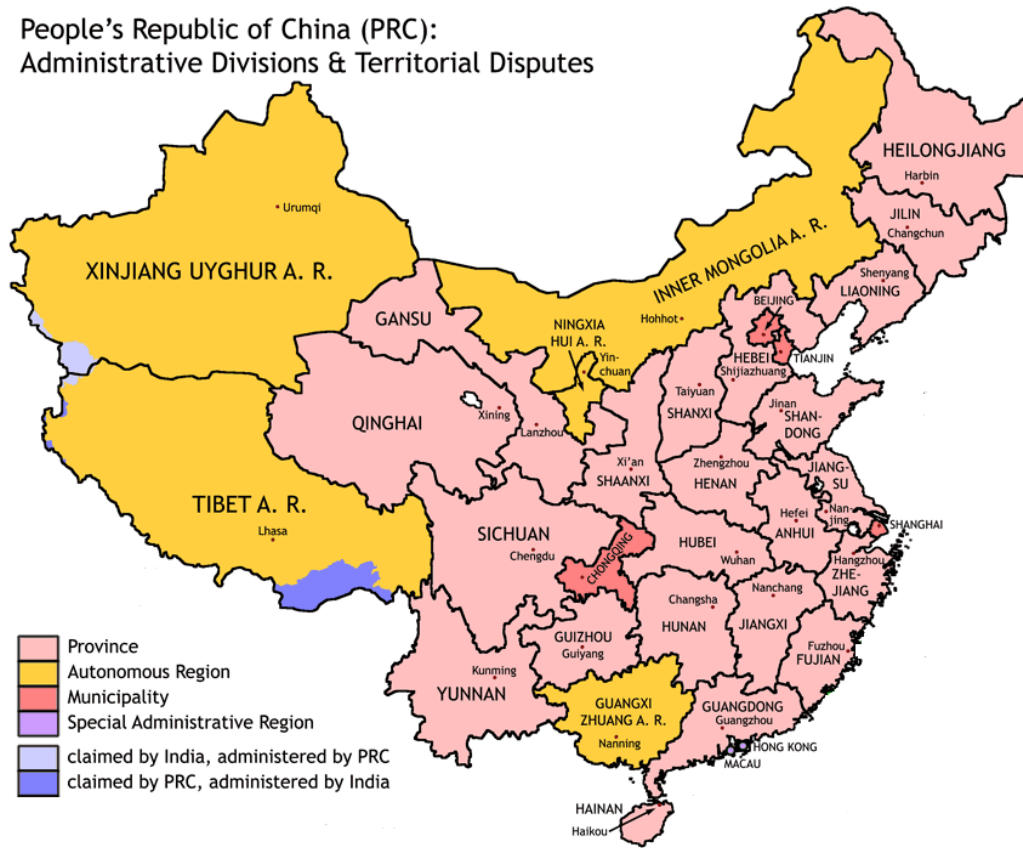 People's Republic of China (PRC):
Administrative Divisions & Territorial Disputes
HEILONGJIANG
Harbin
JILIN
Changchun
Urumqi
XINJIANG UYGHUR A. R.
INNER MONGOLIA A. R.
Shenyang
LIAONING
BEIJING
GANSU
Hohhot
NINGXIA
HUI A. R.
Yin-
chuan
HEBEI
TIANJIN
Shijiazhuang
Taiyuan
SHANXI
Jinan
SHAN-
DONG
QINGHAI
Xining
Lanzhou
Xi'an
SHAANXI
Zhengzhou
HENAN
JIANG-
SU
TIBET A. R.
Lhasa
Hefei
ANHUI
Nan-
jing
SHANGHAI
SICHUAN
Chengdu
CHONGQING
HUBEI
Wuhan
Hangzhou
ZHE-
JIANG
Changsha
HUNAN
Nanchang
JIANGXI
GUIZHOU
Guiyang
Fuzhou
FUJIAN
Kunming
YUNNAN
GUANGXI
ZHUANG A. R.
Nanning
GUANGDONG
Guangzhou
HONG KONG
MACAU
HAINAN
Haikou
Province
Autonomous Region
Municipality
Special Administrative Region
claimed by India, administered by PRC
claimed by PRC, administered by India